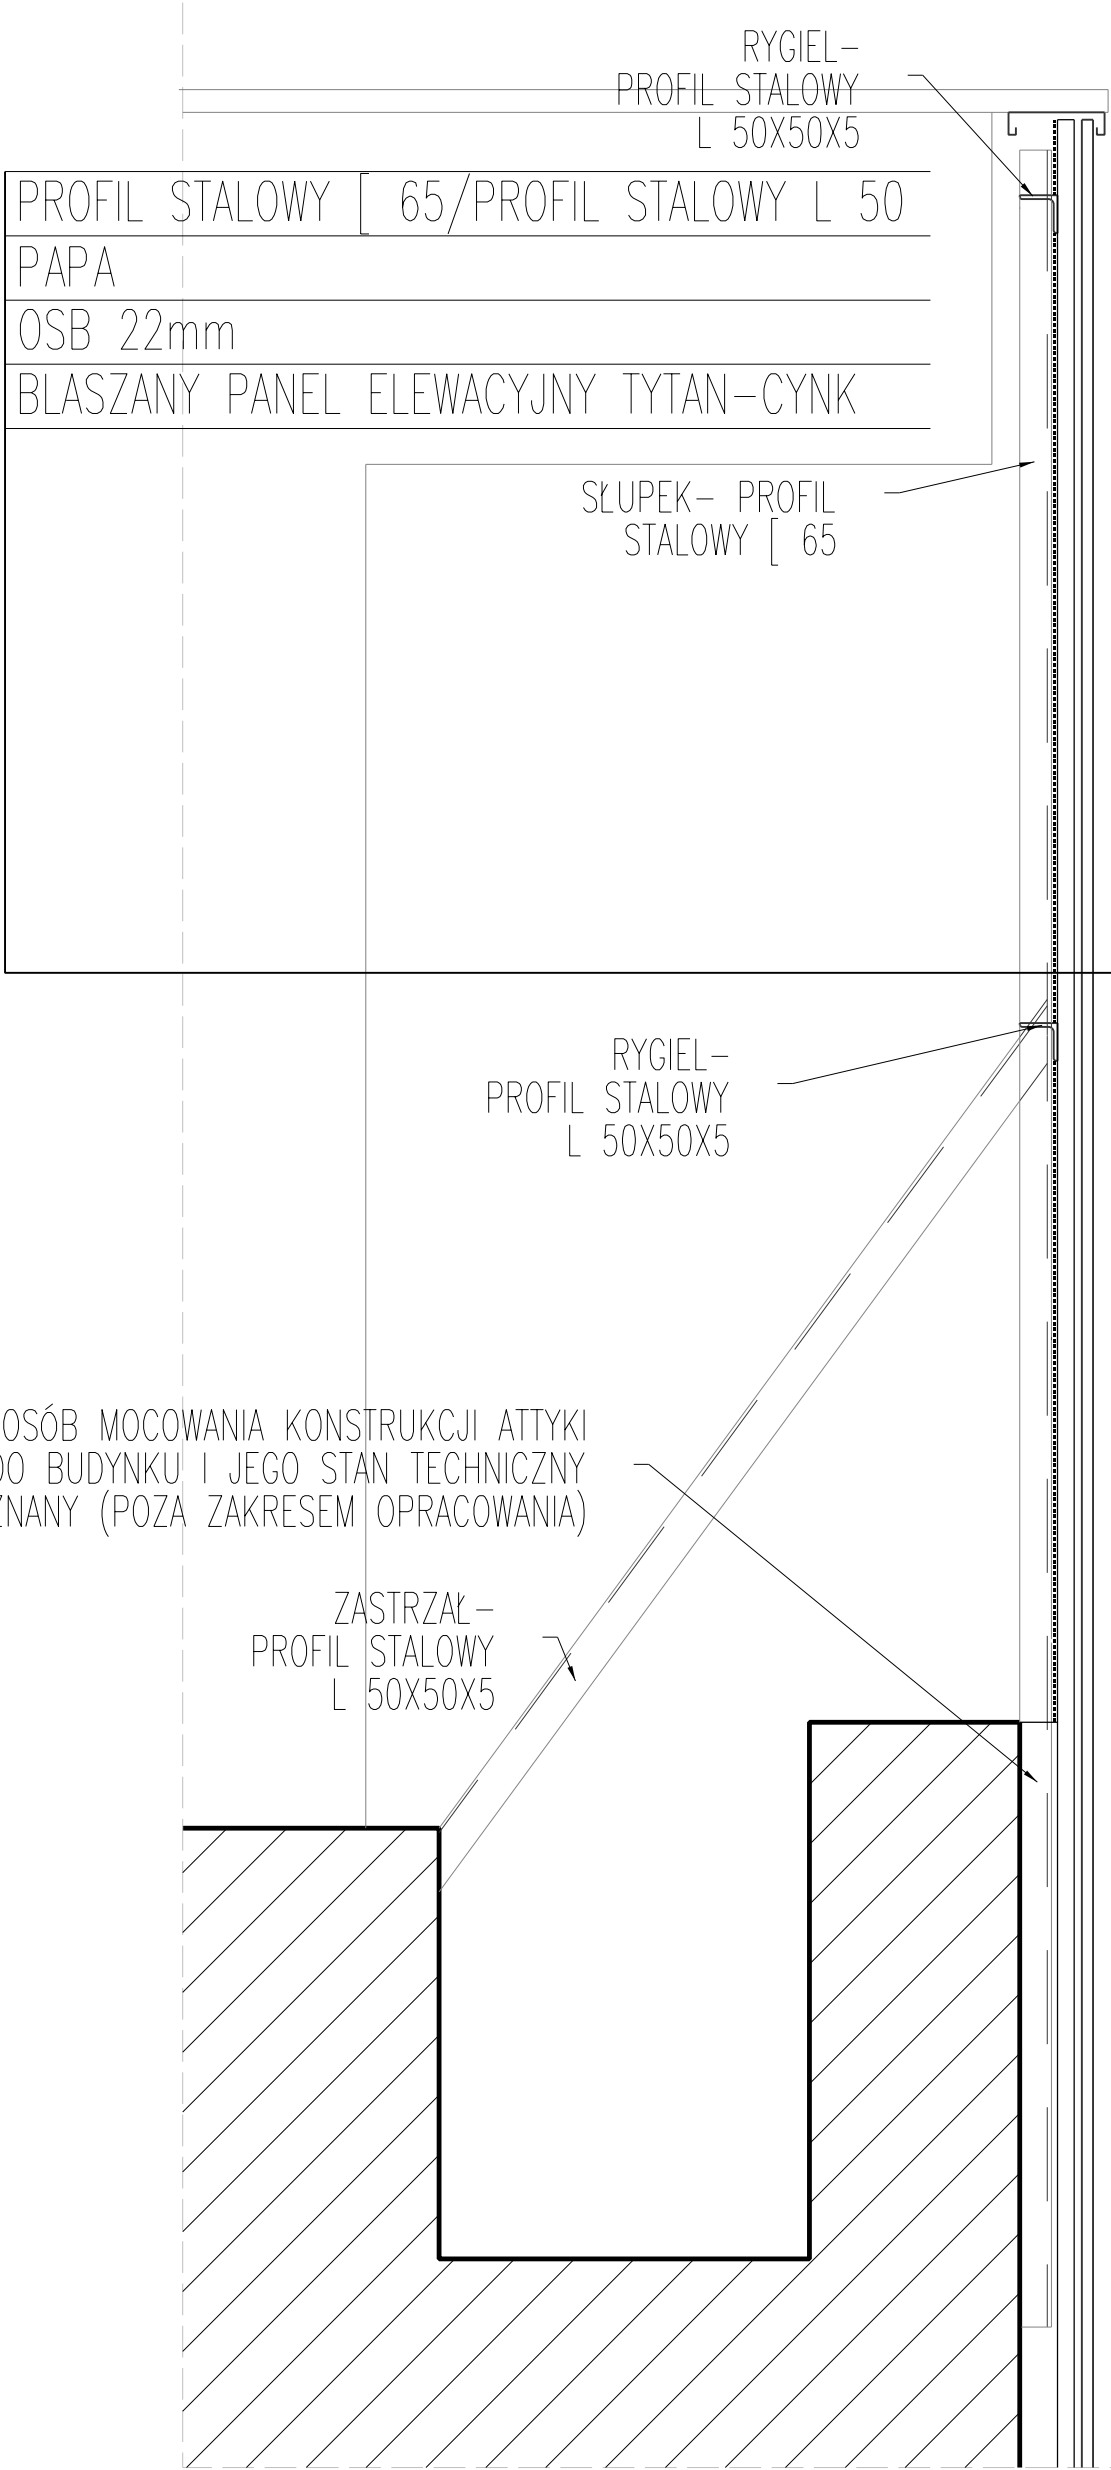 RYGIEL-
PROFIL STALOWY
L 50X50X5
PROFIL STALOWY [ 65/PROFIL STALOWY L 50
PAPA
OSB 22mm
BLASZANY PANEL ELEWACYJNY TYTAN-CYNK
SŁUPEK- PROFIL
STALOWY [ 65
RYGIEL-
PROFIL STALOWY
L 50X50X5
OSÓB MOCOWANIA KONSTRUKCJI ATTYKI
DO BUDYNKU I JEGO STAN TECHNICZNY
ZNANY (POZA ZAKRESEM OPRACOWANIA)
ZASTRZAŁ-
PROFIL STALOWY
L 50X50X5